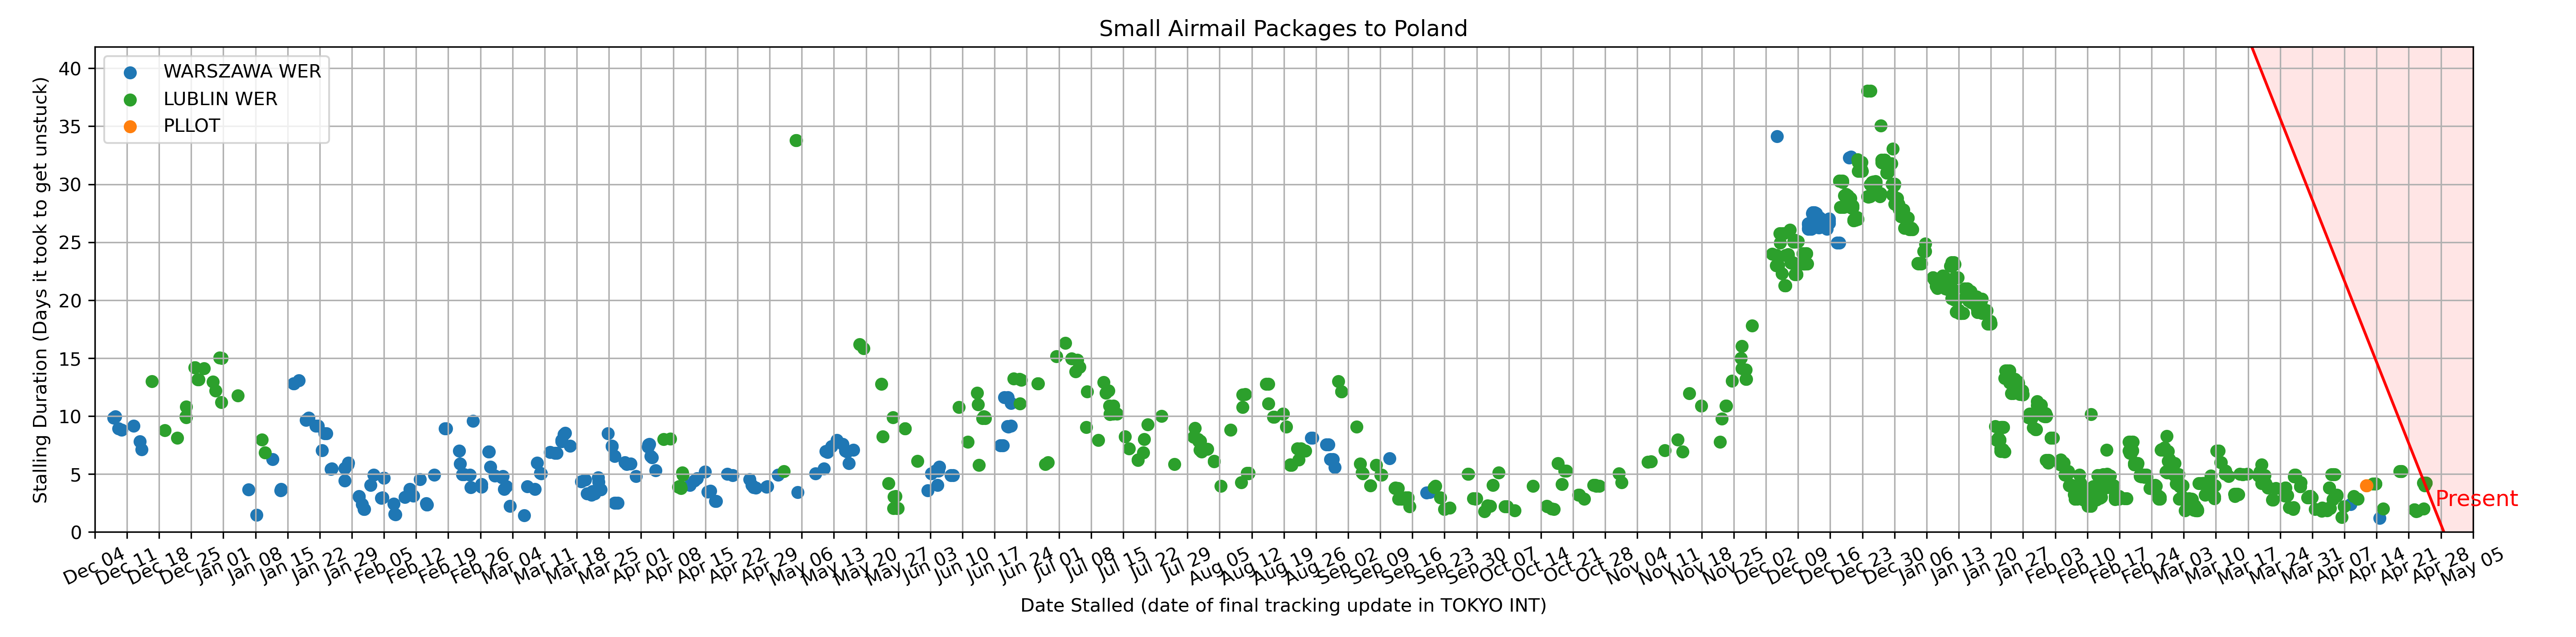 Small Airmail Packages to Poland
WARSZAWA WER
LUBLIN WER
PLLOT
Stalling Duration (Days it took to get unstuck)
40
35
30
25
20
15
10
5
0
Present
Dec 04
Dec 11
Dec 18
Dec 25
Jan 01
Jan 08
Jan 15
Jan 22
Jan 29
Feb 05
Feb 12
Feb 19
Feb 26
Mar 04
Mar 11
Mar 18
Mar 25
Apr 01
Apr 08
Apr 15
Apr 22
Apr 29
May 06
May 13
May 20
May 27
Jun 03
Jun 10
Jun 17
Jun 24
Jul 01
Jul 08
Jul 15
Jul 22
Jul 29
Aug 05
Aug 12
Aug 19
Aug 26
Sep 02
Sep 09
Sep 16
Sep 23
Sep 30
Oct 07
Oct 14
Oct 21
Oct 28
Nov 04
Nov 11
Nov 18
Nov 25
Dec 02
Dec 09
Dec 16
Dec 23
Dec 30
Jan 06
Jan 13
Jan 20
Jan 27
Feb 03
Feb 10
Feb 17
Feb 24
Mar 03
Mar 10
Mar 17
Mar 24
Mar 31
Apr 07
Apr 14
Apr 21
Apr 28
May 05
Date Stalled (date of final tracking update in TOKYO INT)